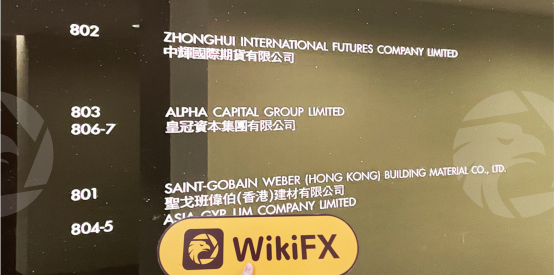 802
ZHONGHUI INTERNATIONAL FUTURES COMPANY LIMITED
中輝國際期貨有限公司
803
806-7
ALPHA CAPITAL GROUP LIMITED
皇冠資本集團有限公司
801
SAINT-GOBAIN WEBER (HONG KONG) BUILDING MATERIAL CO., LTD.
聖戈班偉伯(香港)建材有限公司
804-5
ASIA GYP UM COMPANY LIMITED
WikiFX